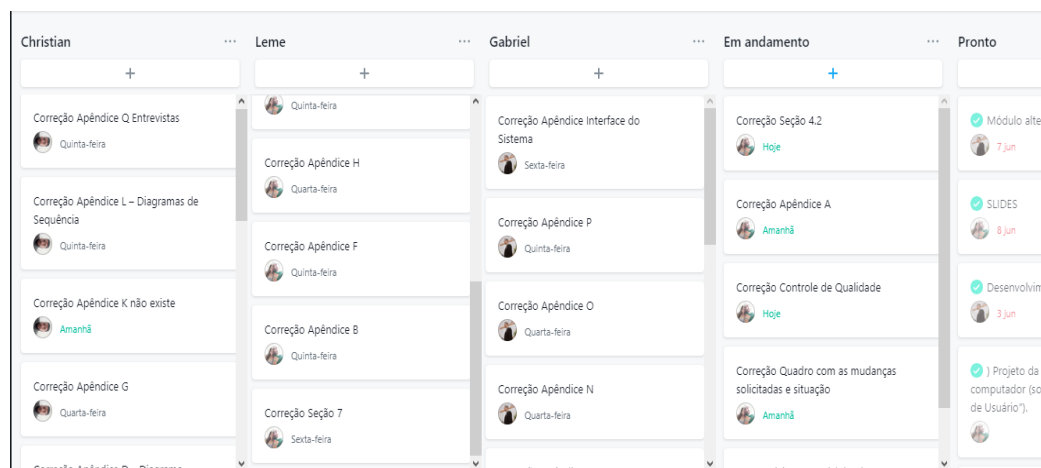 Christian
Leme
Gabriel
Em andamento
Pronto
Correção Apêndice Q Entrevistas
Quinta-feira
Correção Apêndice L – Diagramas de
Sequência
Quinta-feira
Correção Apêndice K não existe
Amanhã
Correção Apêndice G
Quarta-feira
Quinta-feira
Correção Apêndice H
Quarta-feira
Correção Apêndice F
Quinta-feira
Correção Apêndice B
Quinta-feira
Correção Seção 7
Sexta-feira
Correção Apêndice Interface do
Sistema
Sexta-feira
Correção Apêndice P
Quinta-feira
Correção Apêndice O
Quarta-feira
Correção Apêndice N
Quarta-feira
Correção Seção 4.2
Hoje
Correção Apêndice A
Amanhã
Correção Controle de Qualidade
Hoje
Correção Quadro com as mudanças
solicitadas e situação
Amanhã
Módulo alte
7 jun
SLIDES
8 jun
Desenvolvim
3 jun
) Projeto da
computador (so
de Usuário").